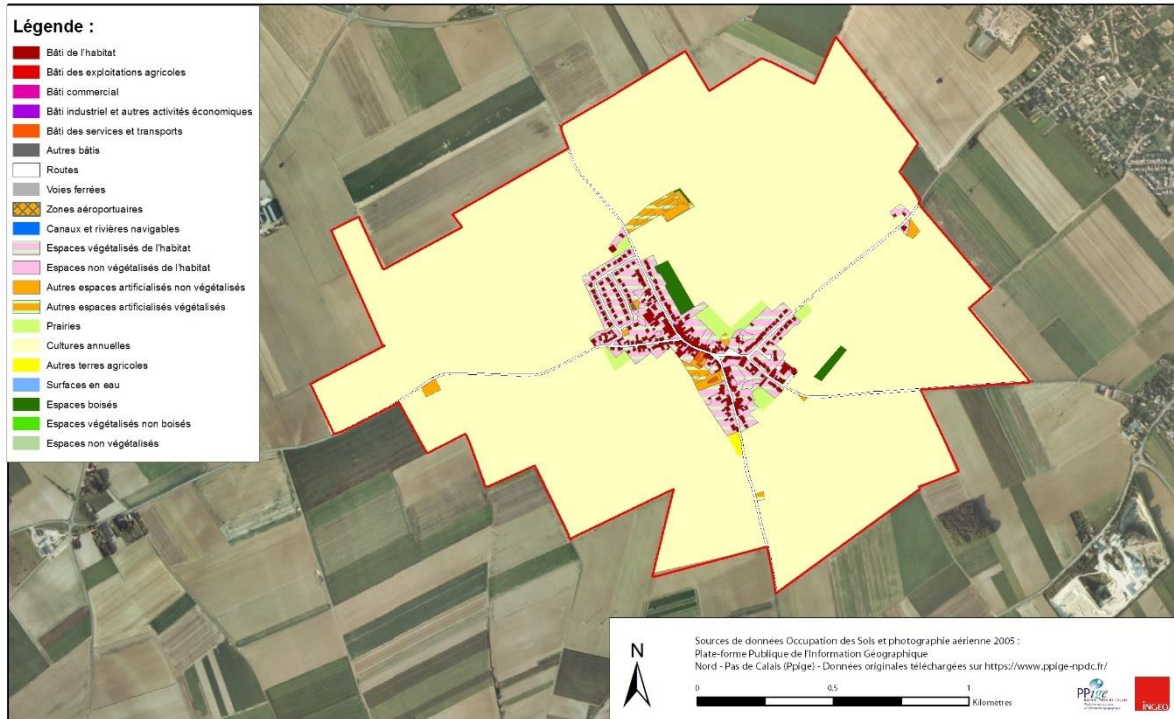 Légende :
Bâti de l'habitat
Bâti des exploitations agricoles
Bâti commercial
Bâti industriel et autres activités économiques
Bâti des services et transports
Autres bâtis
Routes
Voies ferrées
Zones aéroportuaires
Canaux et rivières navigables
Espaces végétalisés de l'habitat
Espaces non végétalisés de l'habitat
Autres espaces artificialisés non végétalisés
Autres espaces artificialisés végétalisés
Prairies
Cultures annuelles
Autres terres agricoles
Surfaces en eau
Espaces boisés
Espaces végétalisés non boisés
Espaces non végétalisés
N
Sources de données Occupation des Sols et photographie aérienne 2005 :
Plate-forme Publique de l'Information Géographique
Nord - Pas de Calais (Ppige) - Données originales téléchargées sur https://www.ppige-npdc.fr/
0 0,5 1
Kilomètres
PPige
INGEO